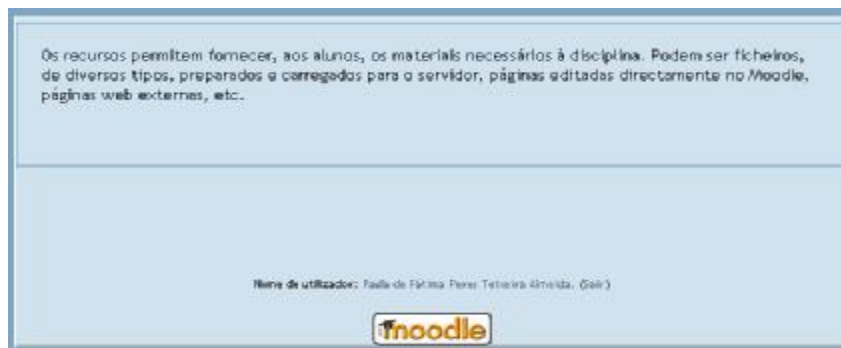 Os recursos permitem fornecer, aos alunos, os materiais necessários à disciplina. Podem ser ficheiros,
de diversos tipos, preparados e carregados para o servidor, páginas editadas directamente no Moodle,
páginas web externas, etc.
Nome de utilizador: Paula de Fátima Peres Teixeira Almeida. (Sair)
moodle